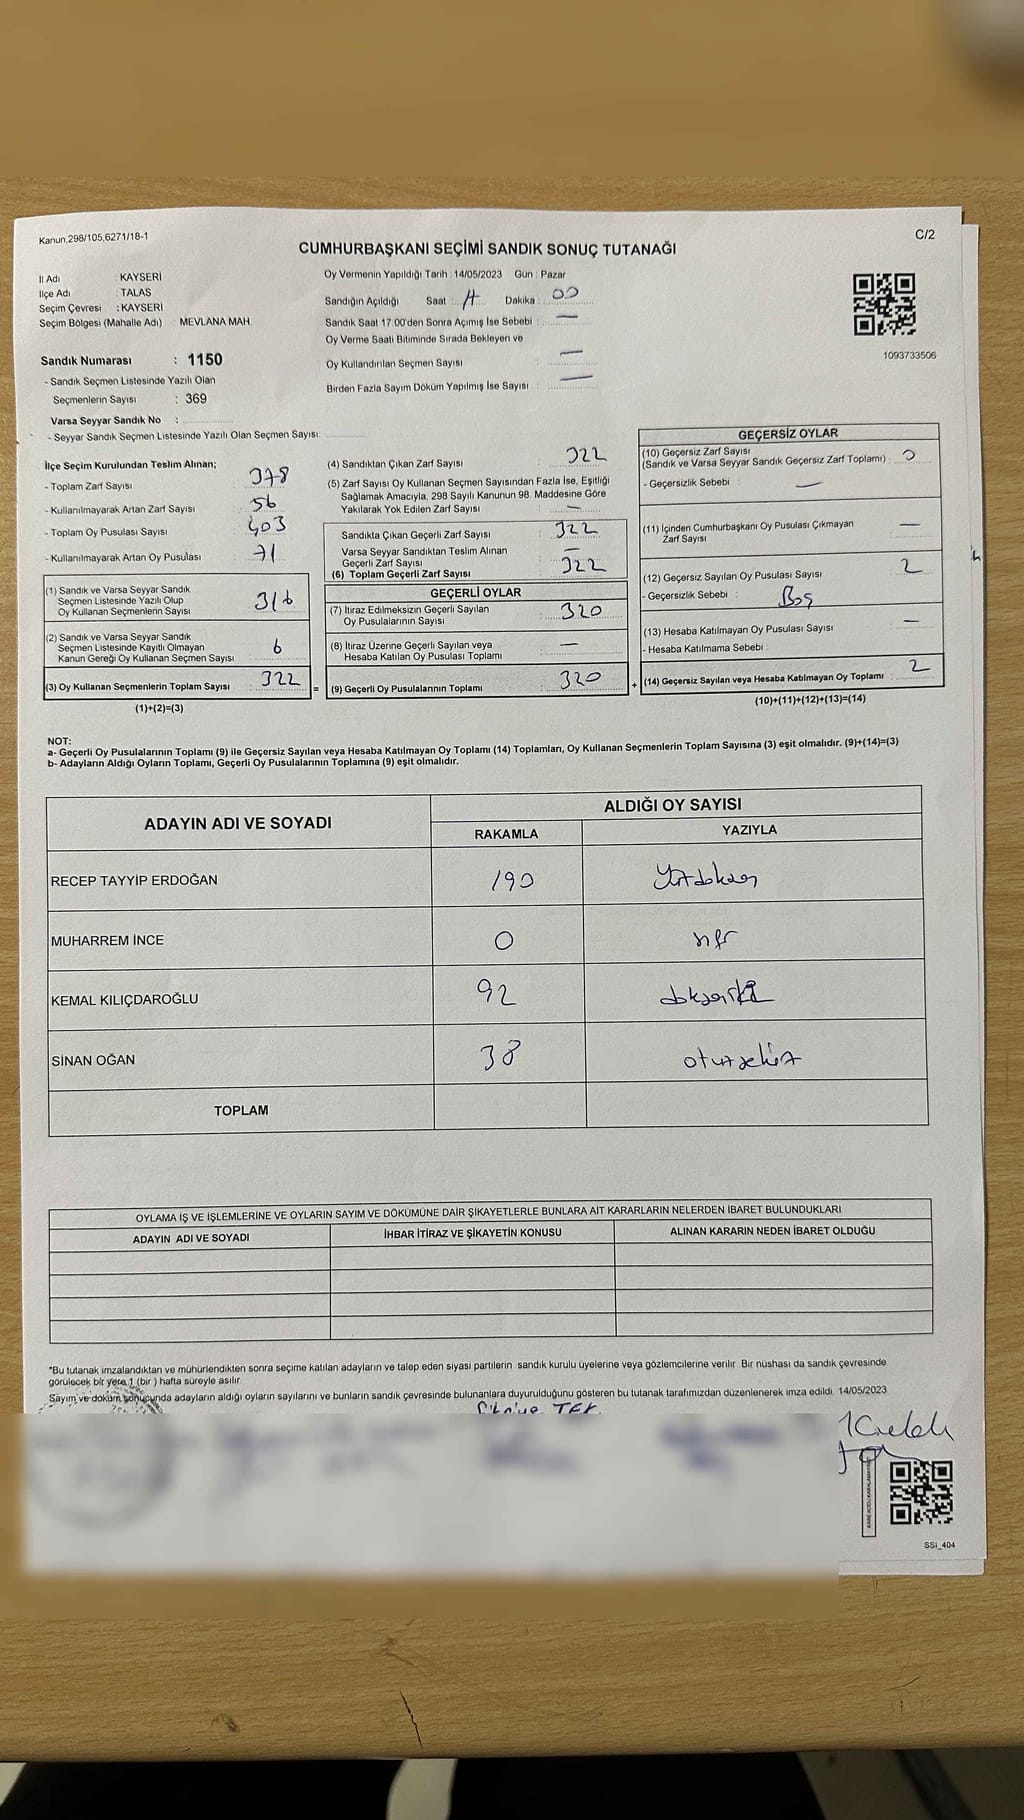 Kanun,298/105,6271/18-1
C/2
CUMHURBAŞKANI SEÇİMİ SANDIK SONUÇ TUTANAĞI
İl Adı : KAYSERİ
İlçe Adı : TALAS
Seçim Çevresi : KAYSERİ
Seçim Bölgesi (Mahalle Adı) : MEVLANA MAH.
Oy Vermenin Yapıldığı Tarih : 14/05/2023 Gün : Pazar
Sandığın Açıldığı Saat : Dakika : 00
Sandık Saat 17:00'den Sonra Açımış İse Sebebi : —
Oy Verme Saati Bitiminde Sırada Bekleyen ve
Oy Kullandırılan Seçmen Sayısı : —
Birden Fazla Sayım Döküm Yapılmış İse Sayısı : —
1093733506
Sandık Numarası : 1150
- Sandık Seçmen Listesinde Yazılı Olan
Seçmenlerin Sayısı : 369
Varsa Seyyar Sandık No :
- Seyyar Sandık Seçmen Listesinde Yazılı Olan Seçmen Sayısı:
İlçe Seçim Kurulundan Teslim Alınan;
- Toplam Zarf Sayısı : 378
- Kullanılmayarak Artan Zarf Sayısı : 56
- Toplam Oy Pusulası Sayısı : 403
- Kullanılmayarak Artan Oy Pusulası : 71
(1) Sandık ve Varsa Seyyar Sandık
Seçmen Listesinde Yazılı Olup
Oy Kullanan Seçmenlerin Sayısı : 316
(2) Sandık ve Varsa Seyyar Sandık
Seçmen Listesinde Kayıtlı Olmayan
Kanun Gereği Oy Kullanan Seçmen Sayısı : 6
(3) Oy Kullanan Seçmenlerin Toplam Sayısı : 322
(1)+(2)=(3)
(4) Sandıktan Çıkan Zarf Sayısı : 322
(5) Zarf Sayısı Oy Kullanan Seçmen Sayısından Fazla İse, Eşitliği
Sağlamak Amacıyla, 298 Sayılı Kanunun 98. Maddesine Göre
Yakılarak Yok Edilen Zarf Sayısı : —
Sandıkta Çıkan Geçerli Zarf Sayısı : 322
Varsa Seyyar Sandıktan Teslim Alınan
Geçerli Zarf Sayısı : —
(6) Toplam Geçerli Zarf Sayısı : 322
GEÇERLİ OYLAR
(7) İtiraz Edilmeksizin Geçerli Sayılan
Oy Pusulalarının Sayısı : 320
(8) İtiraz Üzerine Geçerli Sayılan veya
Hesaba Katılan Oy Pusulası Toplamı : —
= (9) Geçerli Oy Pusulalarının Toplamı : 320
GEÇERSİZ OYLAR
(10) Geçersiz Zarf Sayısı
(Sandık ve Varsa Seyyar Sandık Geçersiz Zarf Toplamı) : 0
- Geçersizlik Sebebi : —
(11) İçinden Cumhurbaşkanı Oy Pusulası Çıkmayan
Zarf Sayısı : —
(12) Geçersiz Sayılan Oy Pusulası Sayısı : 2
- Geçersizlik Sebebi : Boş
(13) Hesaba Katılmayan Oy Pusulası Sayısı : —
- Hesaba Katılmama Sebebi :
+ (14) Geçersiz Sayılan veya Hesaba Katılmayan Oy Toplamı : 2
(10)+(11)+(12)+(13)=(14)
NOT:
a- Geçerli Oy Pusulalarının Toplamı (9) ile Geçersiz Sayılan veya Hesaba Katılmayan Oy Toplamı (14) Toplamları, Oy Kullanan Seçmenlerin Toplam Sayısına (3) eşit olmalıdır. (9)+(14)=(3)
b- Adayların Aldığı Oyların Toplamı, Geçerli Oy Pusulalarının Toplamına (9) eşit olmalıdır.
ADAYIN ADI VE SOYADI
ALDIĞI OY SAYISI
RAKAMLA
YAZIYLA
RECEP TAYYİP ERDOĞAN 190 Yüzdoksan
MUHARREM İNCE 0 sıfır
KEMAL KILIÇDAROĞLU 92 doksaniki
SİNAN OĞAN 38 otuzsekiz
TOPLAM
OYLAMA İŞ VE İŞLEMLERİNE VE OYLARIN SAYIM VE DÖKÜMÜNE DAİR ŞİKAYETLERLE BUNLARA AİT KARARLARIN NELERDEN İBARET BULUNDUKLARI
ADAYIN ADI VE SOYADI
İHBAR İTİRAZ VE ŞİKAYETİN KONUSU
ALINAN KARARIN NEDEN İBARET OLDUĞU
*Bu tutanak imzalandıktan ve mühürlendikten sonra seçime katılan adayların ve talep eden siyasi partilerin sandık kurulu üyelerine veya gözlemcilerine verilir. Bir nüshası da sandık çevresinde
görülecek bir yere 1 (bir) hafta süreyle asılır.
Sayım ve döküm sonucunda adayların aldığı oyların sayılarını ve bunların sandık çevresinde bulunanlara duyurulduğunu gösteren bu tutanak tarafımızdan düzenlenerek imza edildi. 14/05/2023
SSİ_404